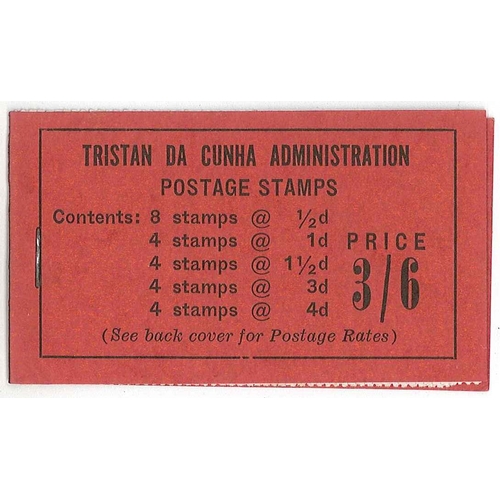 TRISTAN DA CUNHA ADMINISTRATION
POSTAGE STAMPS
Contents: 8 stamps @ ½d
4 stamps @ 1d
4 stamps @ 1½d
4 stamps @ 3d
4 stamps @ 4d
PRICE
3/6
(See back cover for Postage Rates)